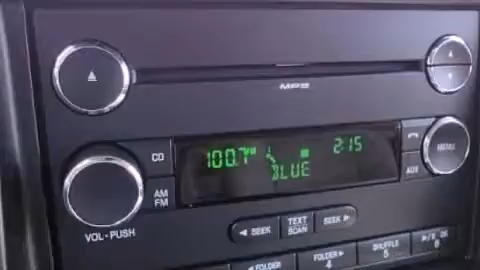 MP3
CD
100.7
2:15
BLUE
MENU
AUX
AM
FM
VOL-PUSH
SEEK
TEXT
SCAN
SEEK
FOLDER
FOLDER
4
SHUFFLE
5
6